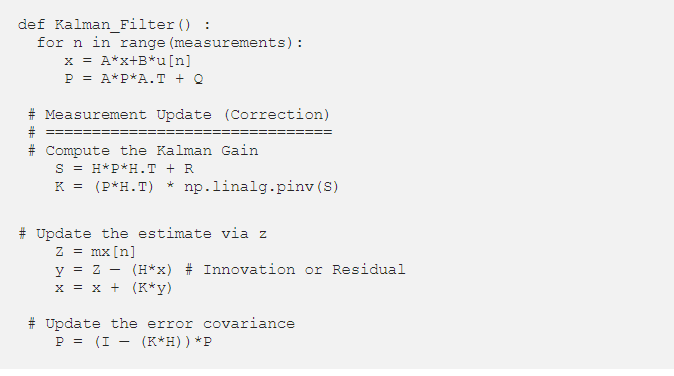 def Kalman_Filter() :
  for n in range(measurements):
     x = A*x+B*u[n]
     P = A*P*A.T + Q
 # Measurement Update (Correction)
 # ===============================
 # Compute the Kalman Gain
    S = H*P*H.T + R
    K = (P*H.T) * np.linalg.pinv(S)
# Update the estimate via z
    Z = mx[n]
    y = Z – (H*x) # Innovation or Residual
    x = x + (K*y)
 # Update the error covariance
    P = (I – (K*H))*P